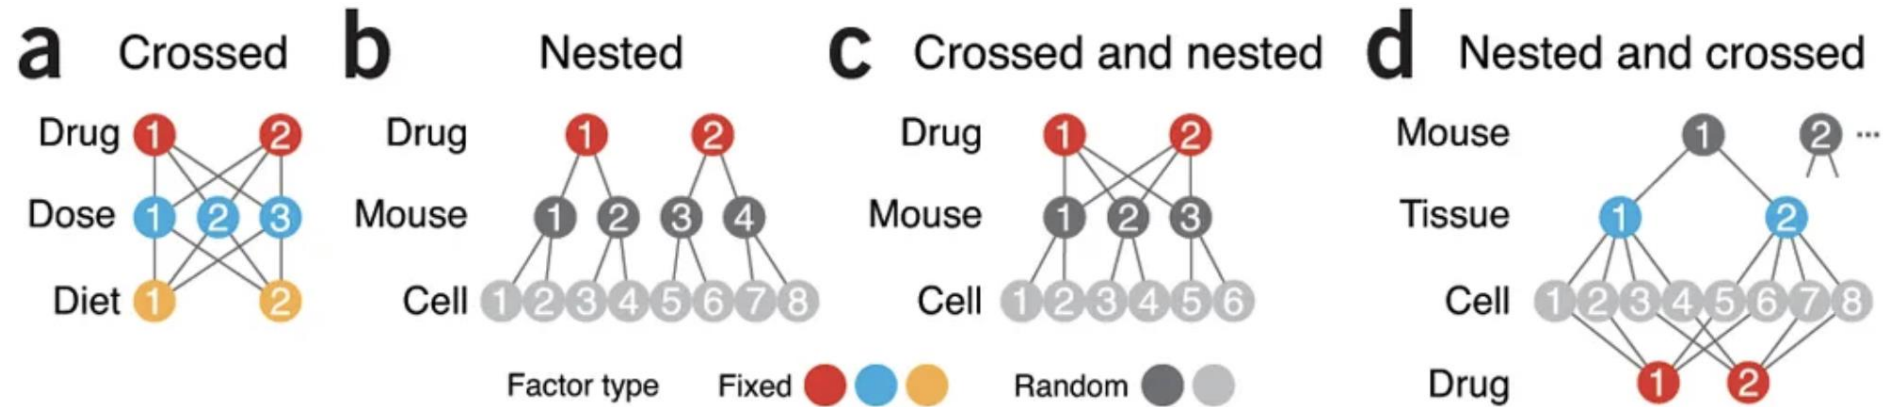 a Crossed
Drug 1 2
Dose 1 2 3
Diet 1 2
b Nested
Drug 1 2
Mouse 1 2 3 4
Cell 1 2 3 4 5 6 7 8
c Crossed and nested
Drug 1 2
Mouse 1 2 3
Cell 1 2 3 4 5 6
d Nested and crossed
Mouse 1 2 ...
Tissue 1 2
Cell 1 2 3 4 5 6 7 8
Drug 1 2
Factor type Fixed Random